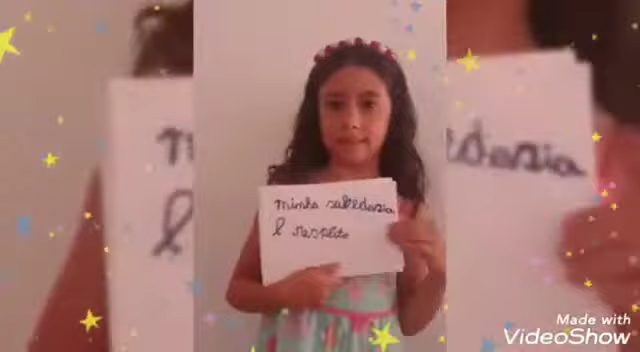 minha sabedoria
é respeito
Made with
VideoShow